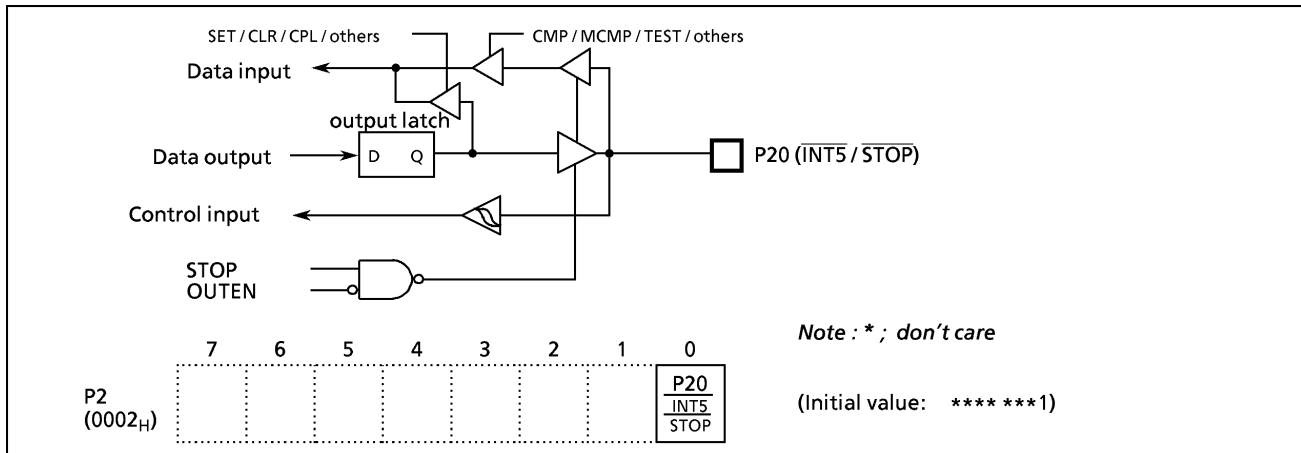 SET / CLR / CPL / others
CMP / MCMP / TEST / others
Data input
output latch
Data output
D Q
P20 (INT5 / STOP)
Control input
STOP
OUTEN
Note : * ; don't care
7 6 5 4 3 2 1 0
P2
(0002H)
P20
INT5
STOP
(Initial value: **** ***1)